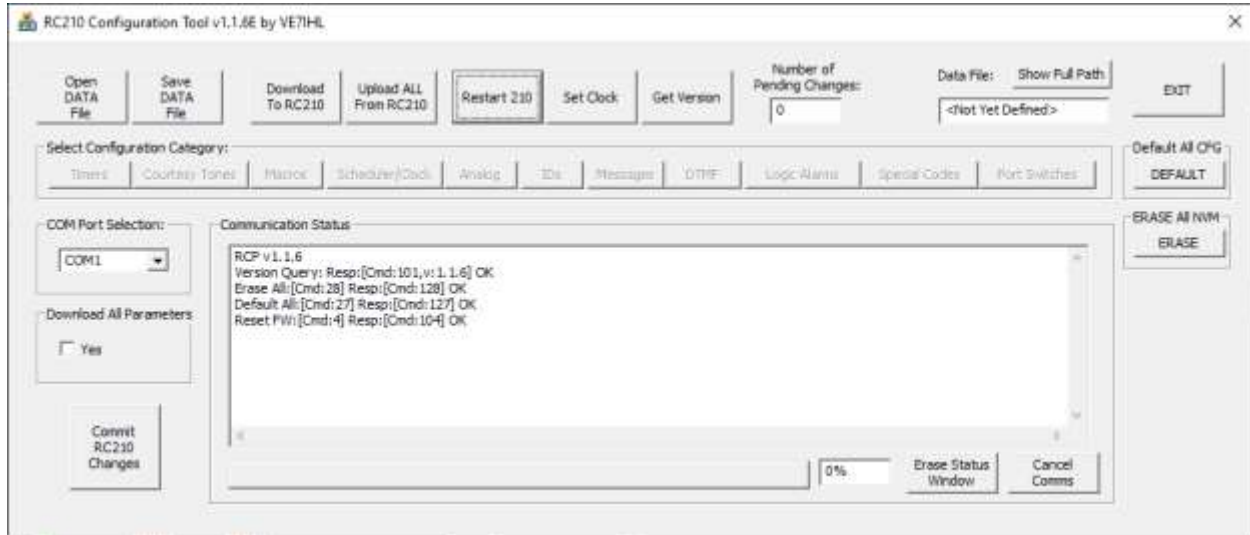 RC210 Configuration Tool v1.1.6E by VE7IHL
Open DATA File
Save DATA File
Download To RC210
Upload ALL From RC210
Restart 210
Set Clock
Get Version
Number of Pending Changes:
0
Data File:
Show Full Path
<Not Yet Defined>
EXIT
Select Configuration Category:
Timers
Courtesy Tones
Macros
Scheduler/Clock
Analog
IDs
Messages
DTMF
Logic Alarms
Special Codes
Port Switches
Default All CFG
DEFAULT
COM Port Selection:
COM1
Communication Status
ERASE All NVM
ERASE
RCP v1.1.6
Version Query: Resp:[Cmd:101,v:1.1.6] OK
Erase All:[Cmd:28] Resp:[Cmd:128] OK
Default All:[Cmd:27] Resp:[Cmd:127] OK
Reset FW:[Cmd:4] Resp:[Cmd:104] OK
Download All Parameters
Yes
Commit RC210 Changes
0%
Erase Status Window
Cancel Comms